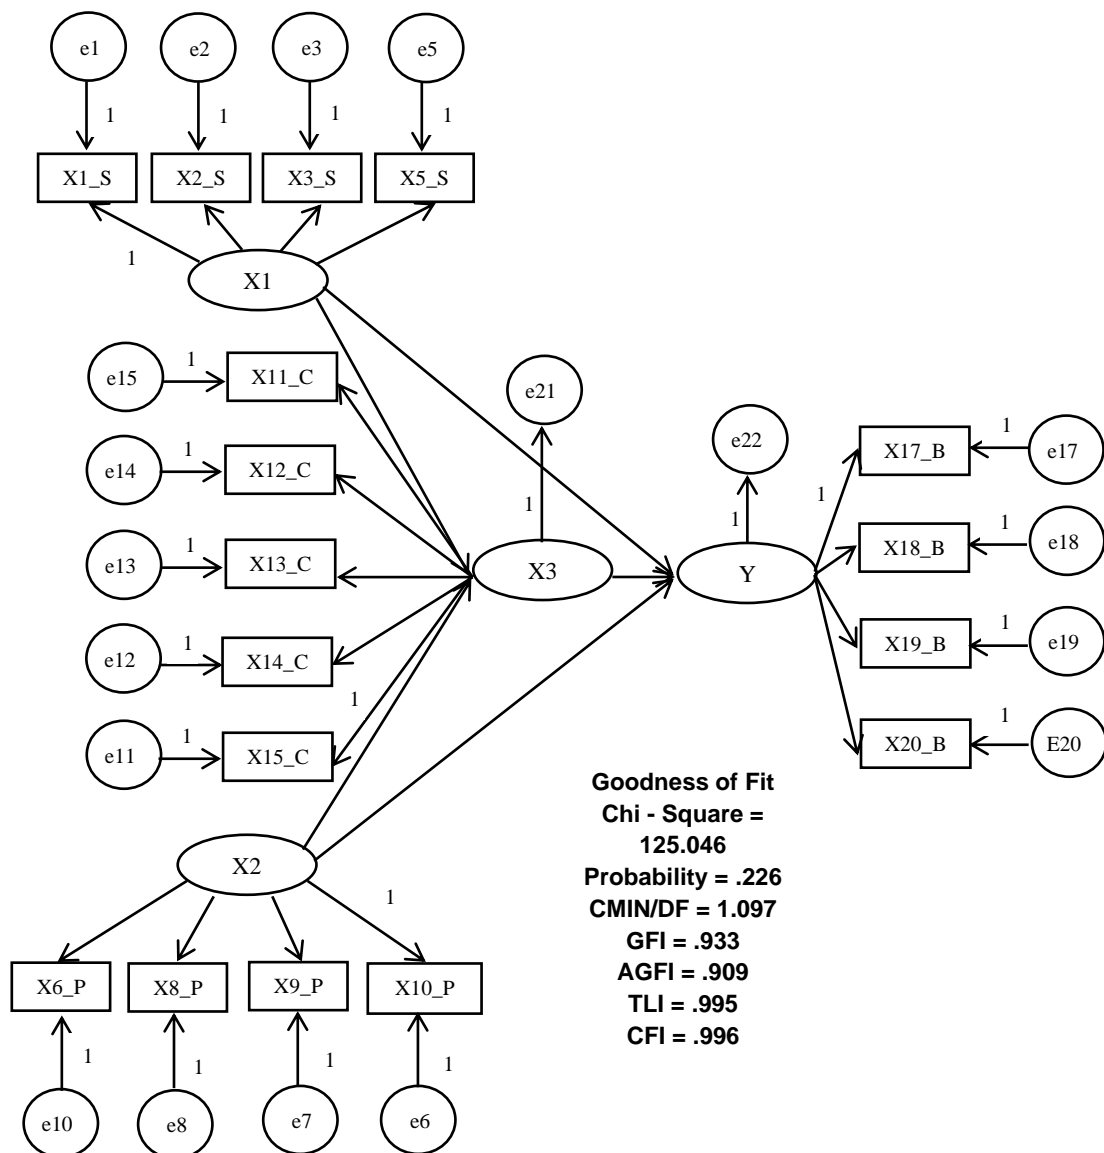 e1 e2 e3 e5
1 1 1 1
X1_S X2_S X3_S X5_S
1
X1
e15 1 X11_C
e21
e14 1 X12_C
e22
X17_B 1 e17
1
1
1
e13 1 X13_C
X3
Y
X18_B 1 e18
e12 1 X14_C
X19_B 1 e19
1
e11 1 X15_C
X20_B 1 E20
Goodness of Fit
Chi - Square =
125.046
Probability = .226
CMIN/DF = 1.097
GFI = .933
AGFI = .909
TLI = .995
CFI = .996
X2
1
X6_P X8_P X9_P X10_P
1 1 1 1
e10 e8 e7 e6